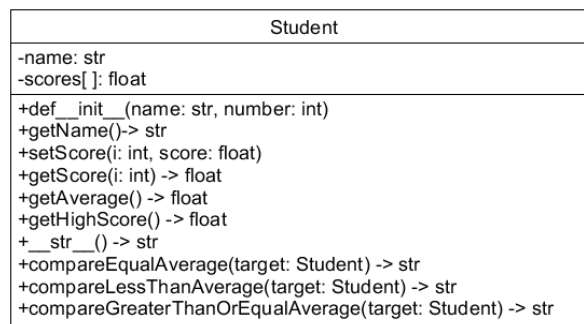 Student
-name: str
-scores[ ]: float
+def__init__(name: str, number: int)
+getName()-> str
+setScore(i: int, score: float)
+getScore(i: int) -> float
+getAverage() -> float
+getHighScore() -> float
+__str__() -> str
+compareEqualAverage(target: Student) -> str
+compareLessThanAverage(target: Student) -> str
+compareGreaterThanOrEqualAverage(target: Student) -> str